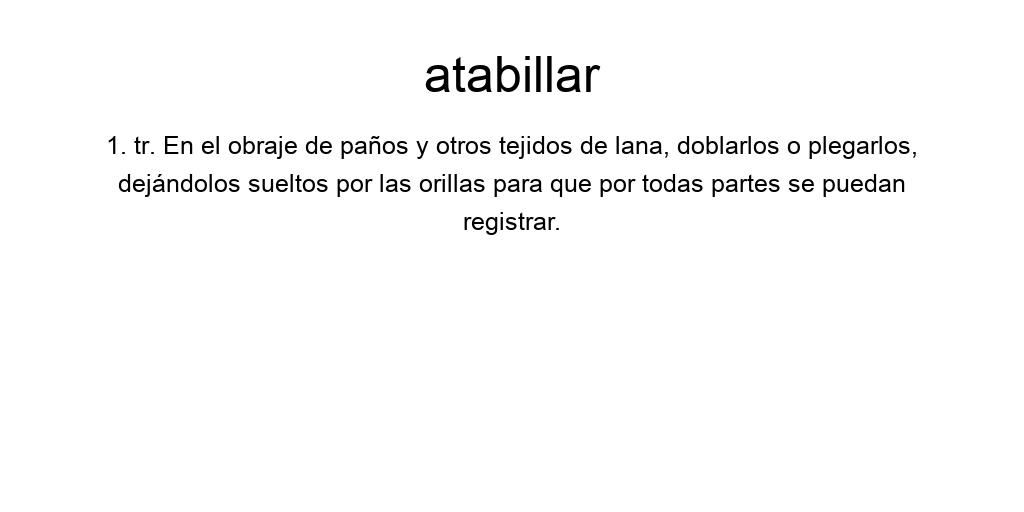 atabillar
1. tr. En el obraje de paños y otros tejidos de lana, doblarlos o plegarlos,
dejándolos sueltos por las orillas para que por todas partes se puedan
registrar.